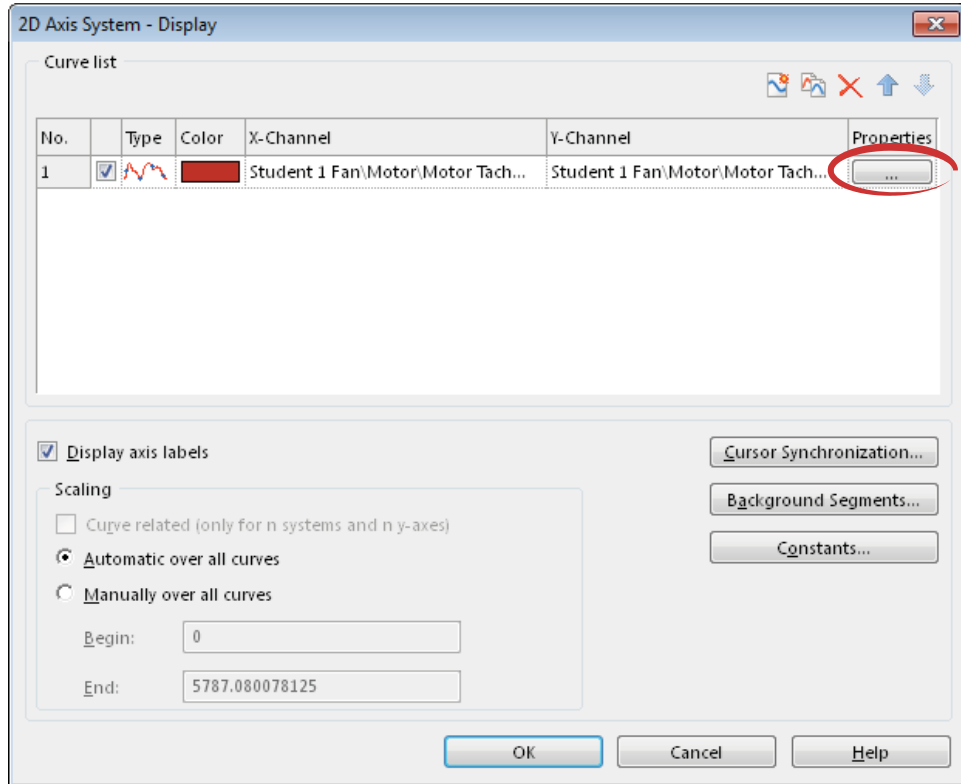 2D Axis System - Display
Curve list
No. Type Color X-Channel Y-Channel Properties
1 Student 1 Fan\Motor\Motor Tach... Student 1 Fan\Motor\Motor Tach... ...
Display axis labels
Cursor Synchronization...
Scaling
Background Segments...
Curve related (only for n systems and n y-axes)
Constants...
Automatic over all curves
Manually over all curves
Begin: 0
End: 5787.080078125
OK Cancel Help